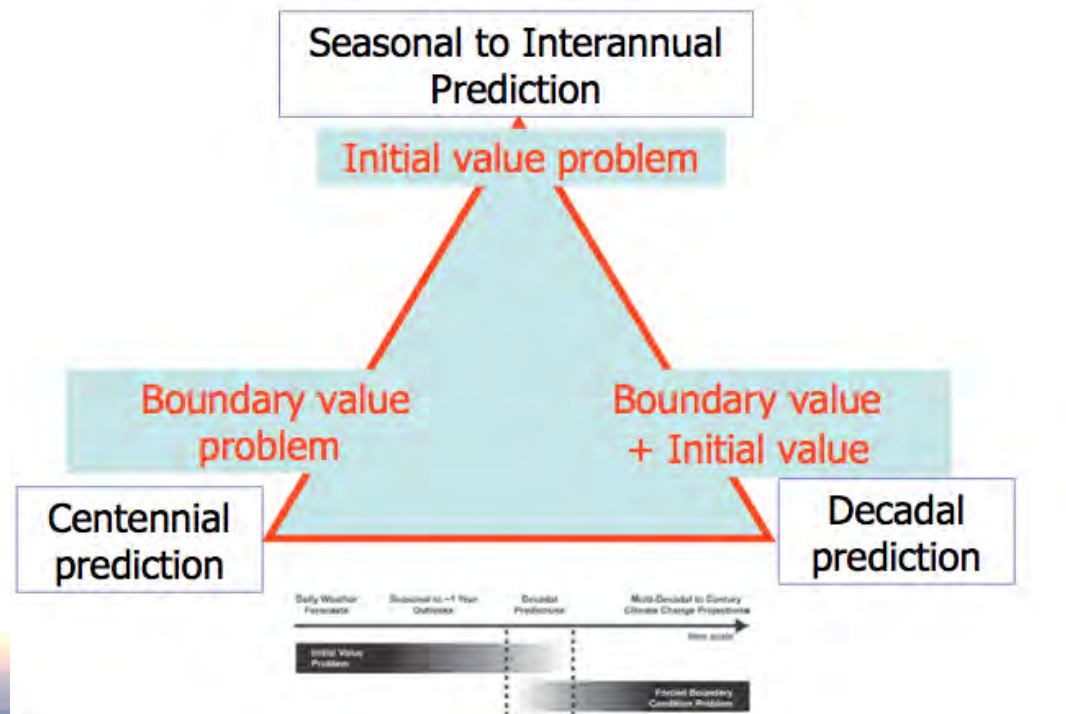 Seasonal to Interannual
Prediction
Initial value problem
Boundary value
problem
Boundary value
+ Initial value
Centennial
prediction
Decadal
prediction
Daily Weather
Forecasts
Seasonal to ~1 Year
Outlooks
Decadal
Predictions
Multi-Decadal to Century
Climate Change Projections
time scale
Initial Value
Problem
Forced Boundary
Condition Problem